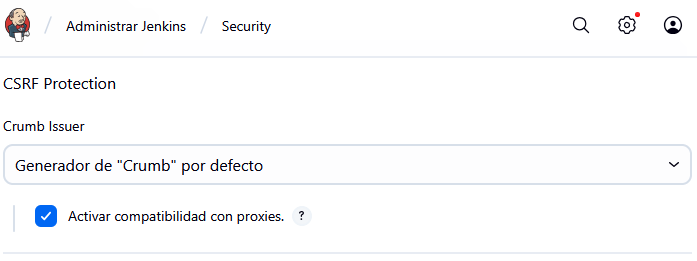 Administrar Jenkins / Security
CSRF Protection
Crumb Issuer
Generador de "Crumb" por defecto
Activar compatibilidad con proxies. ?